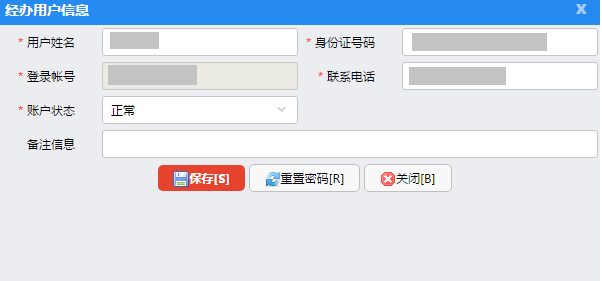 经办用户信息 X
* 用户姓名 * 身份证号码
* 登录帐号 * 联系电话
* 账户状态 正常
备注信息
保存[S] 重置密码[R] 关闭[B]